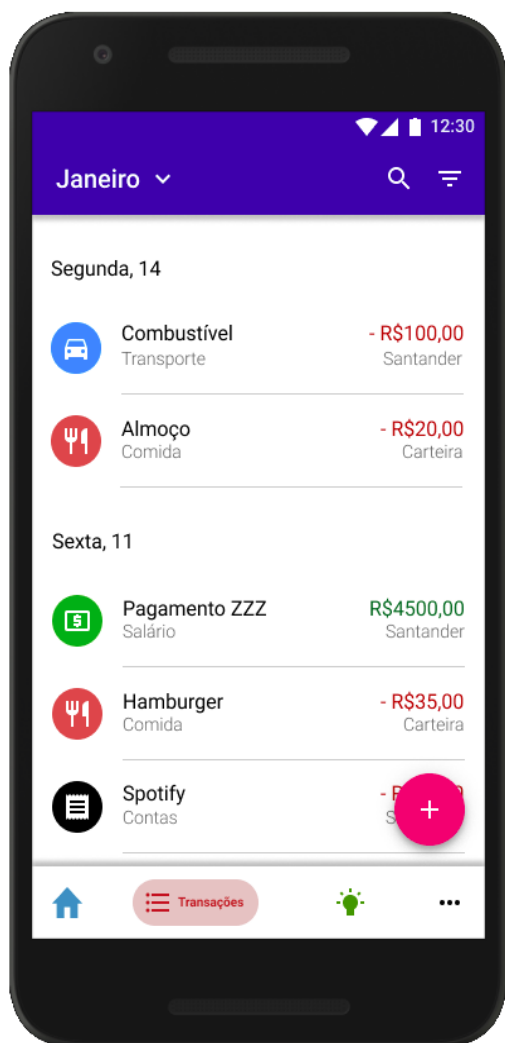 12:30
Janeiro
Segunda, 14
Combustível - R$100,00
Transporte Santander
Almoço - R$20,00
Comida Carteira
Sexta, 11
Pagamento ZZZ R$4500,00
Salário Santander
Hamburger - R$35,00
Comida Carteira
Spotify
Contas
Transações